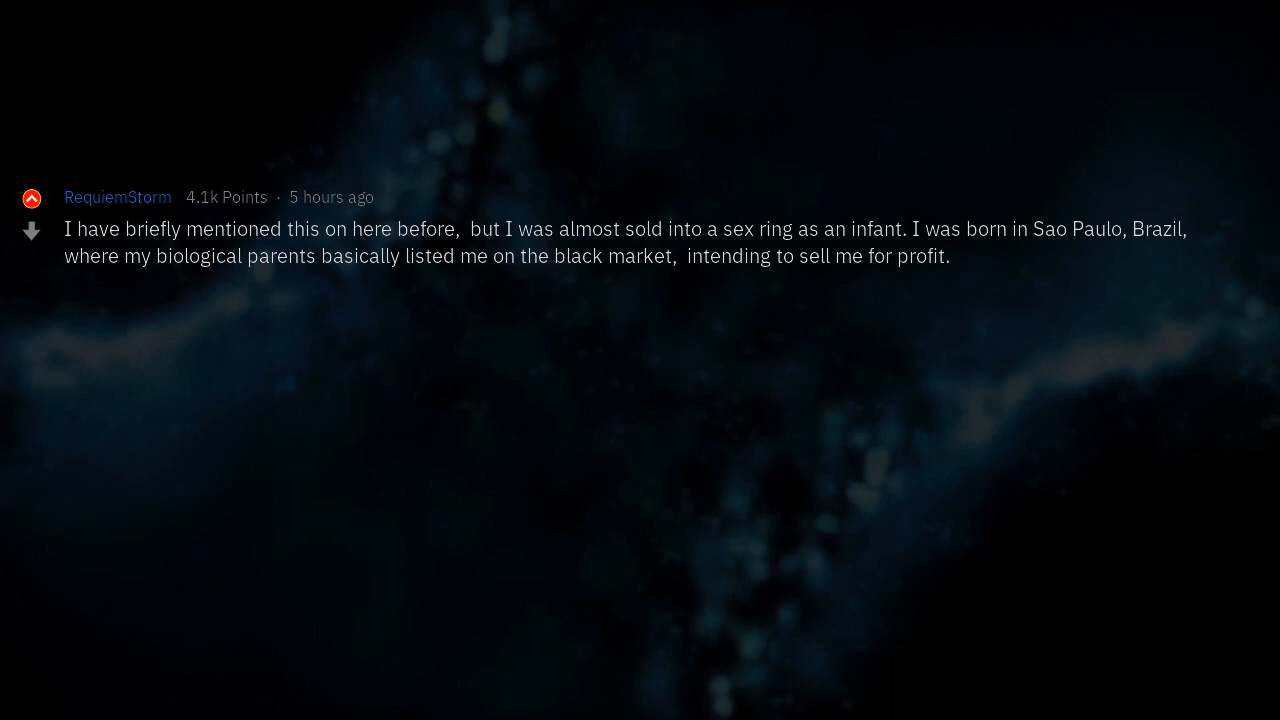 RequiemStorm 4.1k Points · 5 hours ago
I have briefly mentioned this on here before,  but I was almost sold into a sex ring as an infant. I was born in Sao Paulo, Brazil,
where my biological parents basically listed me on the black market,  intending to sell me for profit.